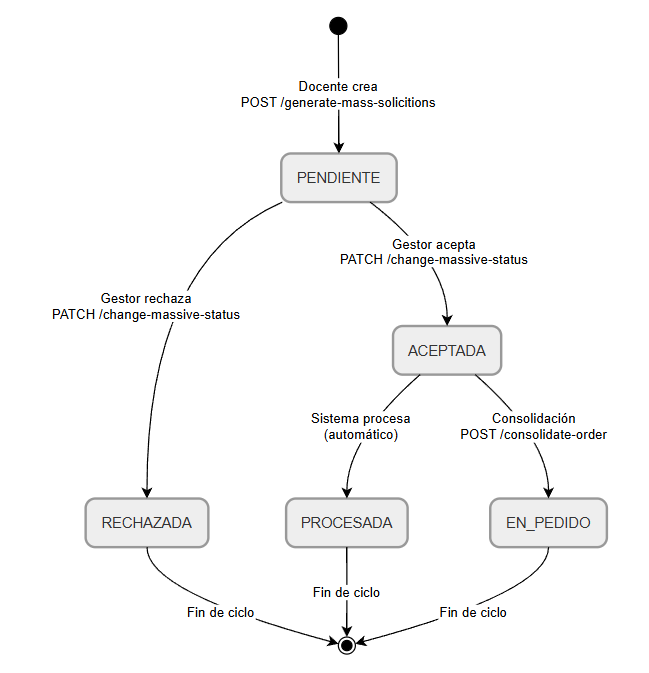 Docente crea
POST /generate-mass-solicitions
PENDIENTE
Gestor acepta
PATCH /change-massive-status
Gestor rechaza
PATCH /change-massive-status
ACEPTADA
Sistema procesa
(automático)
Consolidación
POST /consolidate-order
RECHAZADA
PROCESADA
EN_PEDIDO
Fin de ciclo
Fin de ciclo
Fin de ciclo